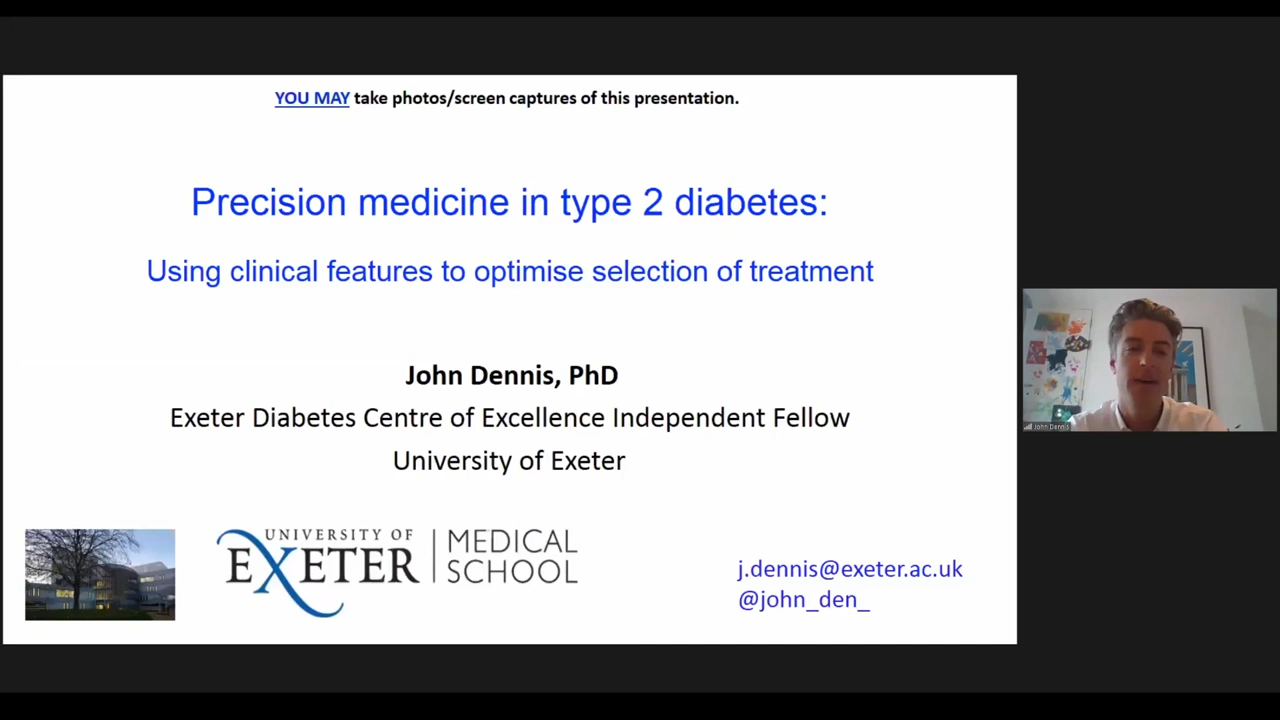 YOU MAY take photos/screen captures of this presentation.
Precision medicine in type 2 diabetes:
Using clinical features to optimise selection of treatment
John Dennis, PhD
Exeter Diabetes Centre of Excellence Independent Fellow
University of Exeter
UNIVERSITY OF
EXETER
MEDICAL
SCHOOL
j.dennis@exeter.ac.uk
@john_den_
John Dennis